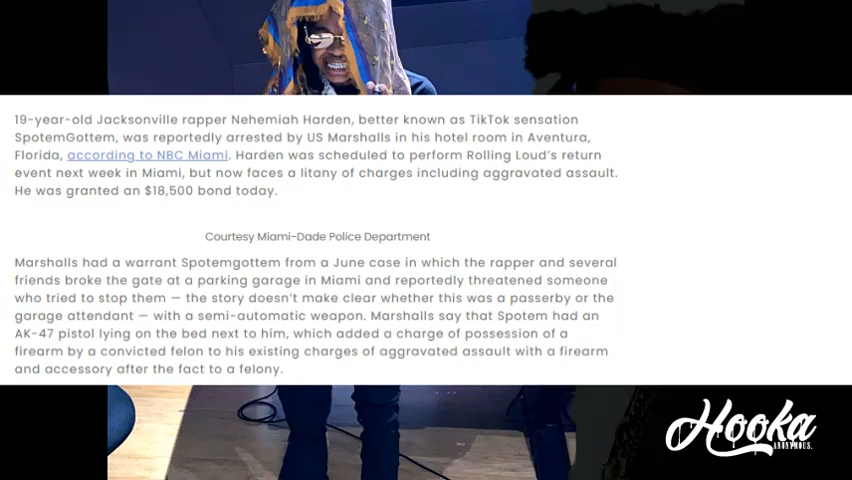 19-year-old Jacksonville rapper Nehemiah Harden, better known as TikTok sensation
SpotemGottem, was reportedly arrested by US Marshalls in his hotel room in Aventura,
Florida, according to NBC Miami. Harden was scheduled to perform Rolling Loud's return
event next week in Miami, but now faces a litany of charges including aggravated assault.
He was granted an $18,500 bond today.
Courtesy Miami-Dade Police Department
Marshalls had a warrant Spotemgottem from a June case in which the rapper and several
friends broke the gate at a parking garage in Miami and reportedly threatened someone
who tried to stop them — the story doesn't make clear whether this was a passerby or the
garage attendant — with a semi-automatic weapon. Marshalls say that Spotem had an
AK-47 pistol lying on the bed next to him, which added a charge of possession of a
firearm by a convicted felon to his existing charges of aggravated assault with a firearm
and accessory after the fact to a felony.
Hooka
ANONYMOUS.